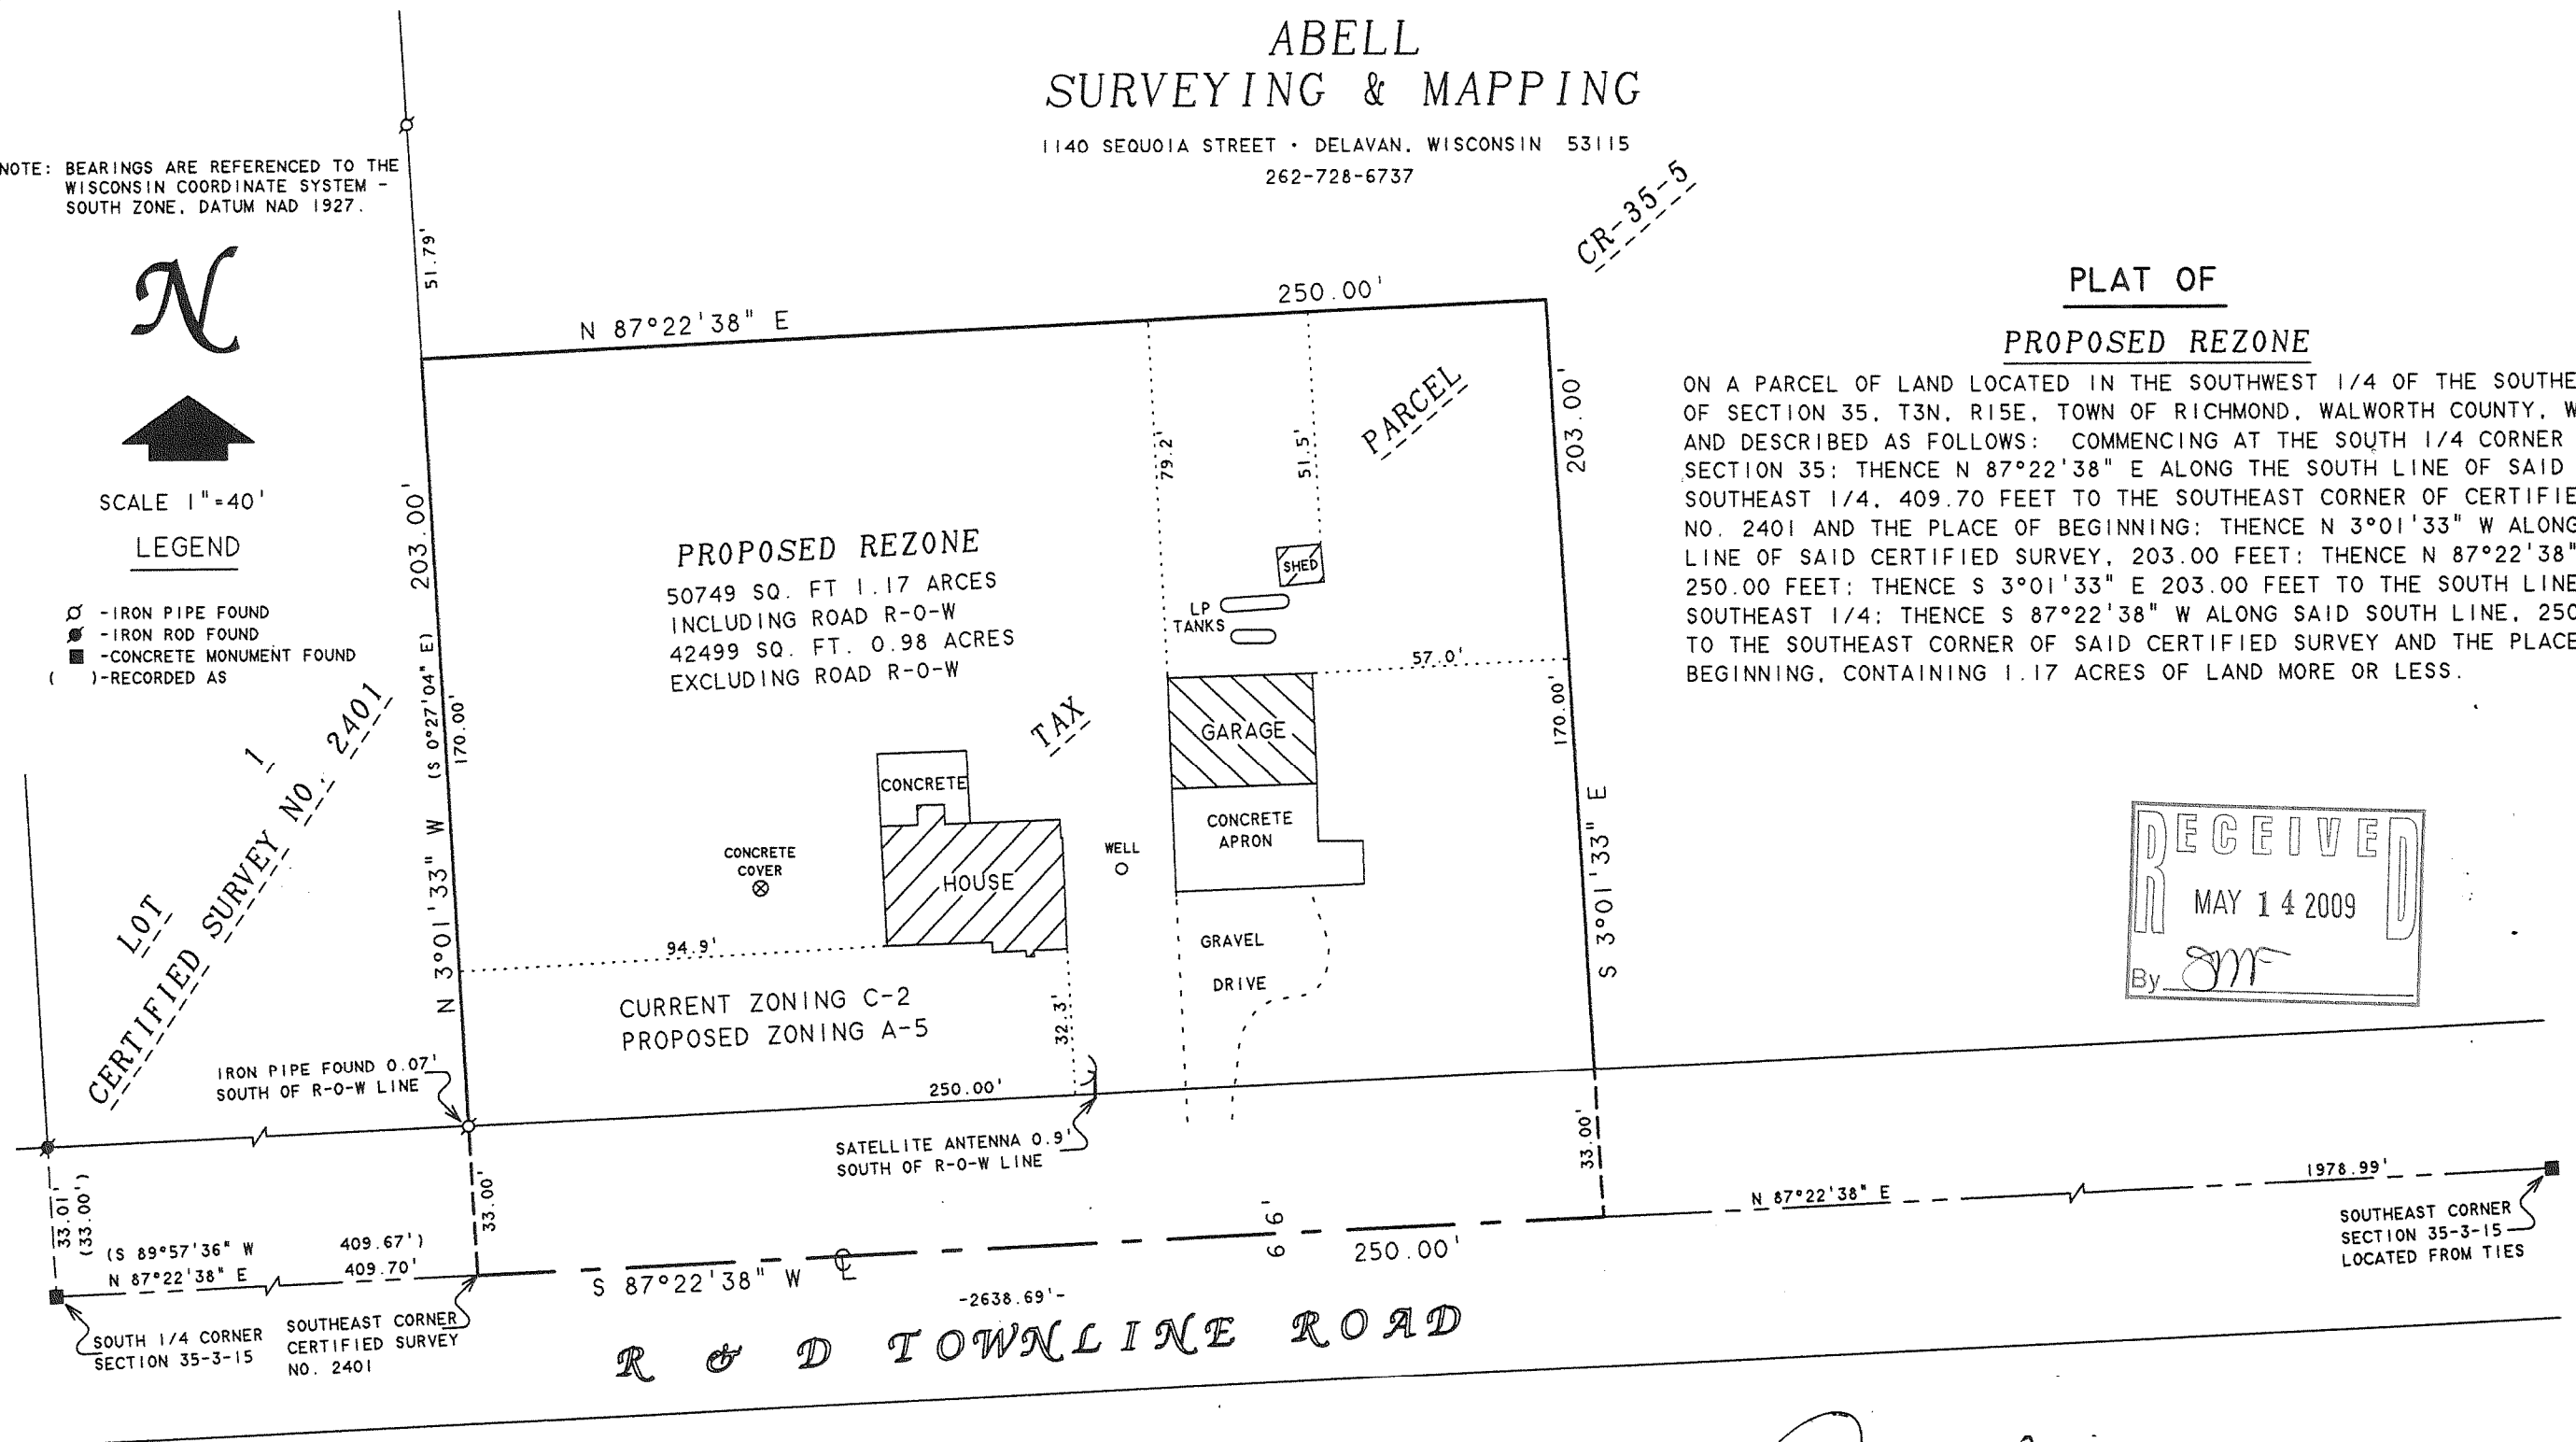 ABELL
SURVEYING & MAPPING
1140 SEQUOIA STREET • DELAVAN, WISCONSIN 53115
262-728-6737
NOTE: BEARINGS ARE REFERENCED TO THE
WISCONSIN COORDINATE SYSTEM -
SOUTH ZONE, DATUM NAD 1927.
N
SCALE 1"=40'
LEGEND
-IRON PIPE FOUND
-IRON ROD FOUND
-CONCRETE MONUMENT FOUND
( )-RECORDED AS
CR-35-5
PLAT OF
PROPOSED REZONE
ON A PARCEL OF LAND LOCATED IN THE SOUTHWEST 1/4 OF THE SOUTHE
OF SECTION 35, T3N, R15E, TOWN OF RICHMOND, WALWORTH COUNTY, W
AND DESCRIBED AS FOLLOWS: COMMENCING AT THE SOUTH 1/4 CORNER
SECTION 35; THENCE N 87°22'38" E ALONG THE SOUTH LINE OF SAID
SOUTHEAST 1/4, 409.70 FEET TO THE SOUTHEAST CORNER OF CERTIFIE
NO. 2401 AND THE PLACE OF BEGINNING; THENCE N 3°01'33" W ALONG
LINE OF SAID CERTIFIED SURVEY, 203.00 FEET; THENCE N 87°22'38"
250.00 FEET; THENCE S 3°01'33" E 203.00 FEET TO THE SOUTH LINE
SOUTHEAST 1/4; THENCE S 87°22'38" W ALONG SAID SOUTH LINE, 250
TO THE SOUTHEAST CORNER OF SAID CERTIFIED SURVEY AND THE PLACE
BEGINNING, CONTAINING 1.17 ACRES OF LAND MORE OR LESS.
51.79'
N 87°22'38" E
250.00'
203.00'
203.00'
79.2'
51.5'
PARCEL
TAX
PROPOSED REZONE
50749 SQ. FT 1.17 ARCES
INCLUDING ROAD R-O-W
42499 SQ. FT. 0.98 ACRES
EXCLUDING ROAD R-O-W
SHED
LP
TANKS
57.0'
GARAGE
CONCRETE
APRON
CONCRETE
HOUSE
WELL
CONCRETE
COVER
94.9'
GRAVEL
DRIVE
32.3'
(S 0°27'04" E)
170.00'
N 3°01'33" W
170.00'
S 3°01'33" E
LOT
1
CERTIFIED SURVEY NO. 2401
CURRENT ZONING C-2
PROPOSED ZONING A-5
RECEIVED
MAY 14 2009
By
IRON PIPE FOUND 0.07'
SOUTH OF R-O-W LINE
250.00'
SATELLITE ANTENNA 0.9'
SOUTH OF R-O-W LINE
33.01'
(33.00')
33.00'
33.00'
(S 89°57'36" W 409.67')
N 87°22'38" E 409.70'
S 87°22'38" W
66'
250.00'
N 87°22'38" E
1978.99'
-2638.69'-
SOUTH 1/4 CORNER
SECTION 35-3-15
SOUTHEAST CORNER
CERTIFIED SURVEY
NO. 2401
SOUTHEAST CORNER
SECTION 35-3-15
LOCATED FROM TIES
R & D TOWNLINE ROAD